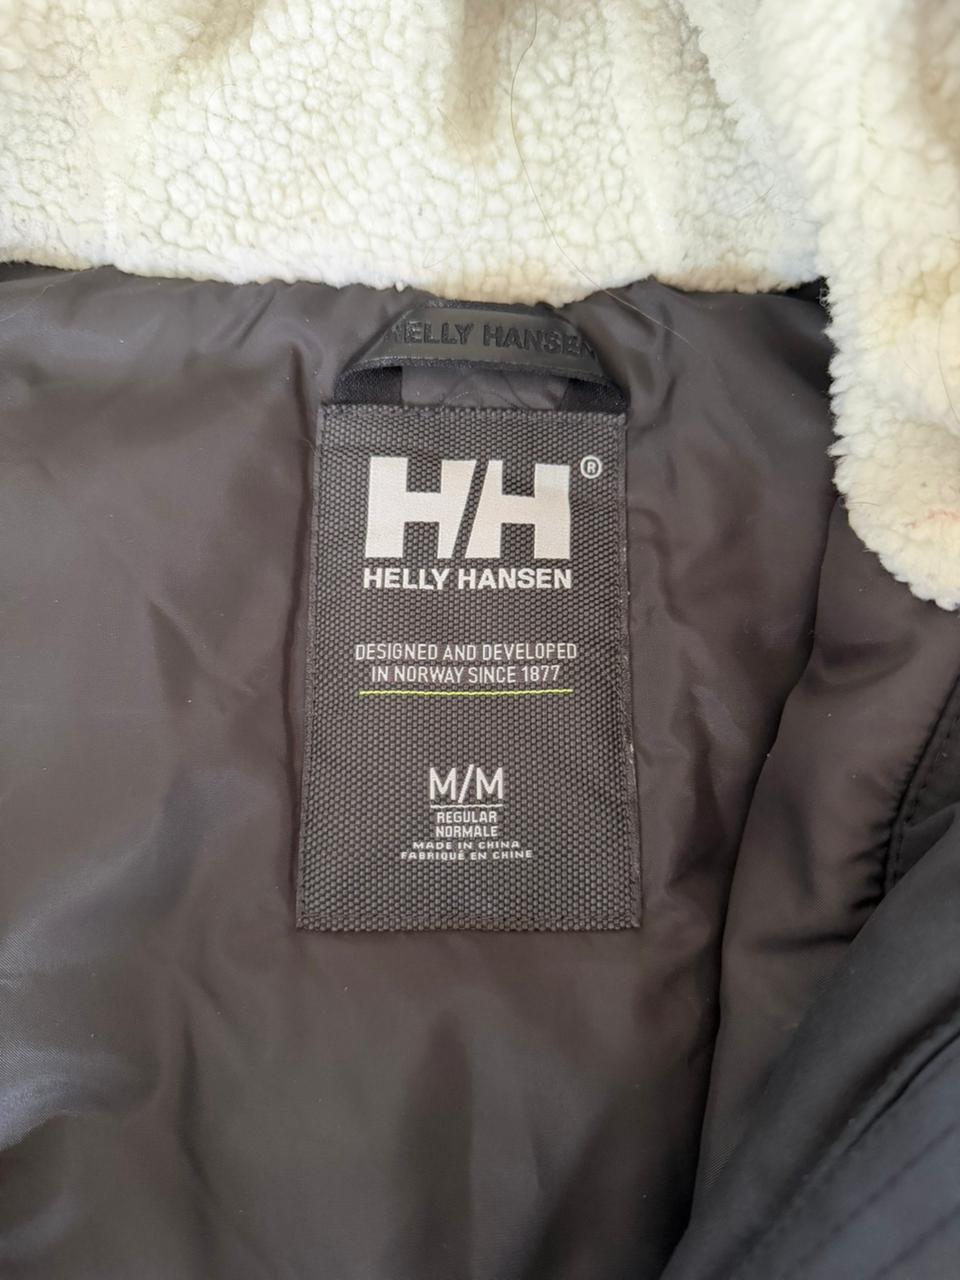 HELLY HANSEN
HH®
HELLY HANSEN
DESIGNED AND DEVELOPED
IN NORWAY SINCE 1877
M/M
REGULAR
NORMALE
MADE IN CHINA
FABRIQUÉ EN CHINE